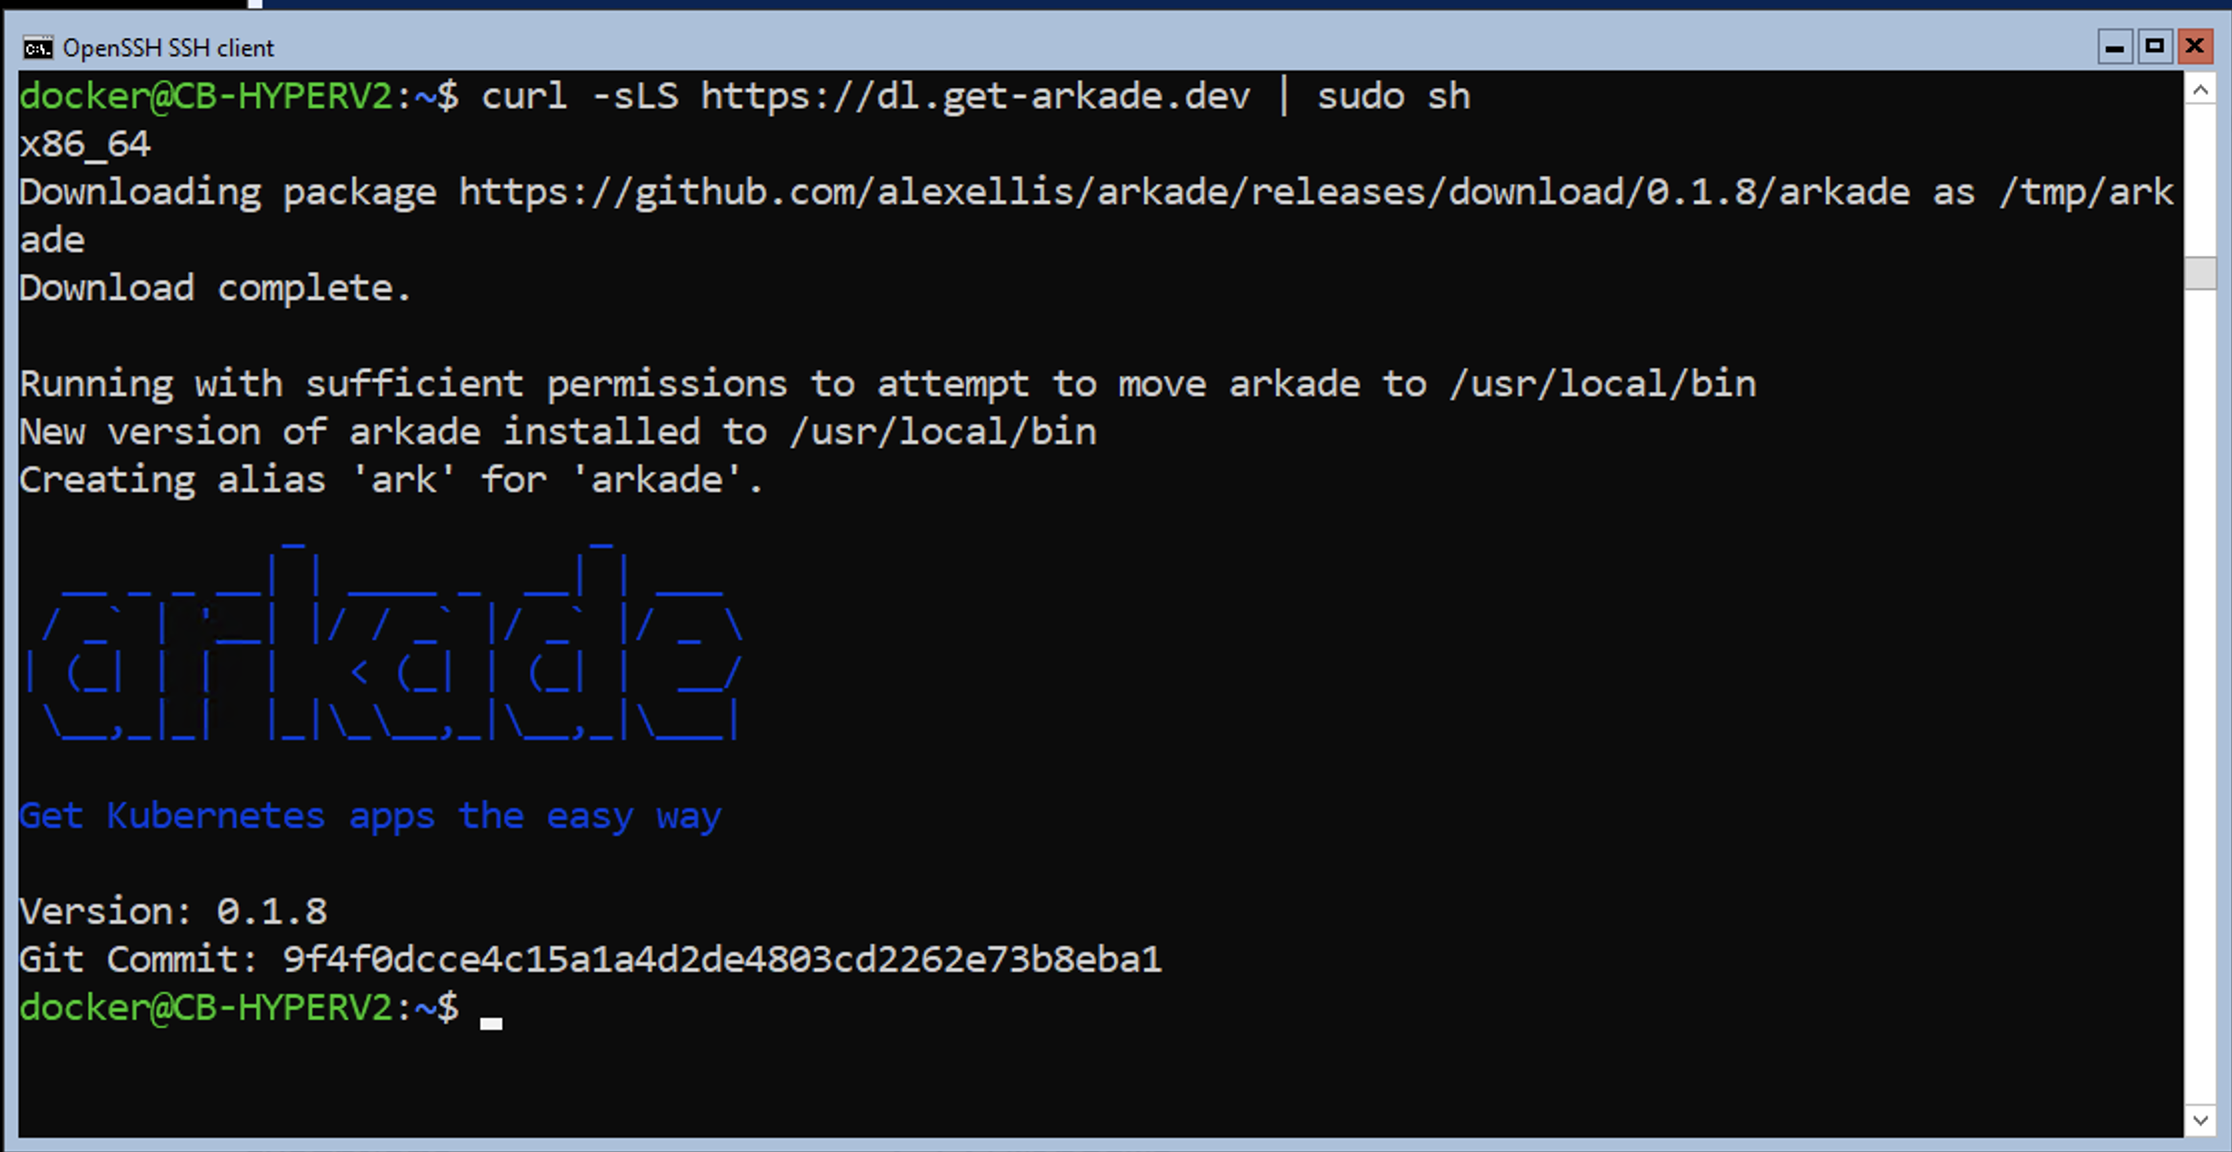 OpenSSH SSH client
docker@CB-HYPERV2:~$ curl -sLS https://dl.get-arkade.dev | sudo sh
x86_64
Downloading package https://github.com/alexellis/arkade/releases/download/0.1.8/arkade as /tmp/ark
ade
Download complete.
Running with sufficient permissions to attempt to move arkade to /usr/local/bin
New version of arkade installed to /usr/local/bin
Creating alias 'ark' for 'arkade'.
arkade
Get Kubernetes apps the easy way
Version: 0.1.8
Git Commit: 9f4f0dcce4c15a1a4d2de4803cd2262e73b8eba1
docker@CB-HYPERV2:~$